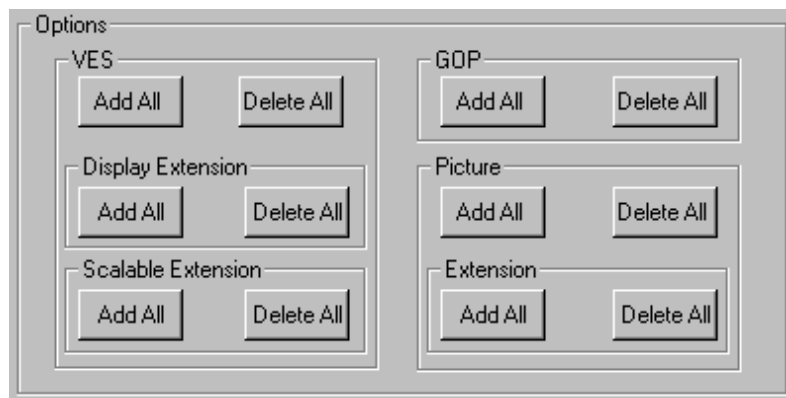 Options
VES
Add All Delete All
Display Extension
Add All Delete All
Scalable Extension
Add All Delete All
GOP
Add All Delete All
Picture
Add All Delete All
Extension
Add All Delete All